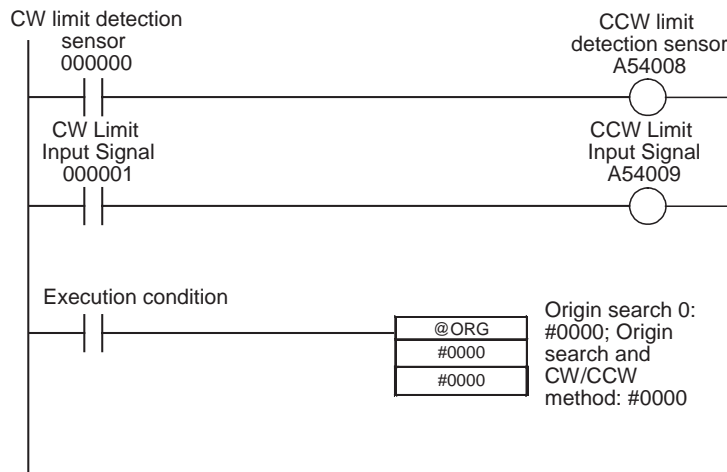 CW limit detection
sensor
000000
CCW limit
detection sensor
A54008
CW Limit
Input Signal
000001
CCW Limit
Input Signal
A54009
Execution condition
@ORG
#0000
#0000
Origin search 0:
#0000; Origin
search and
CW/CCW
method: #0000